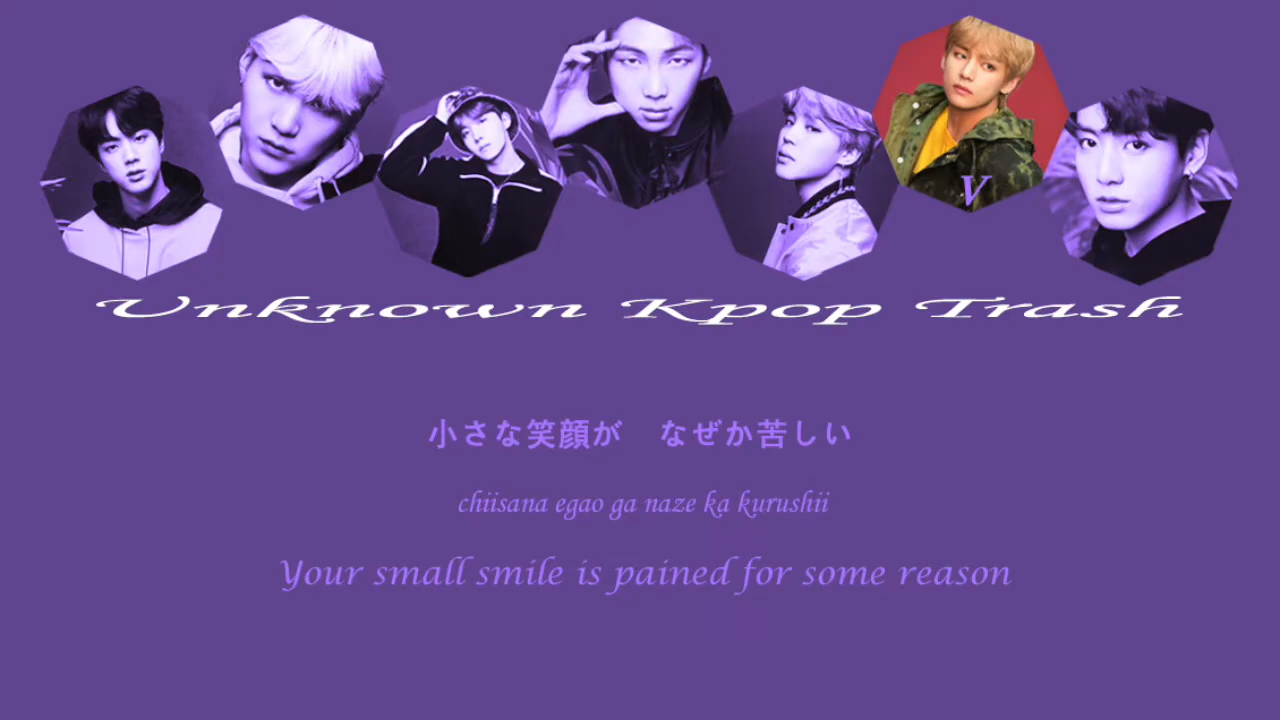 V
Unknown Kpop Trash
小さな笑顔が　なぜか苦しい
chiisana egao ga naze ka kurushii
Your small smile is pained for some reason